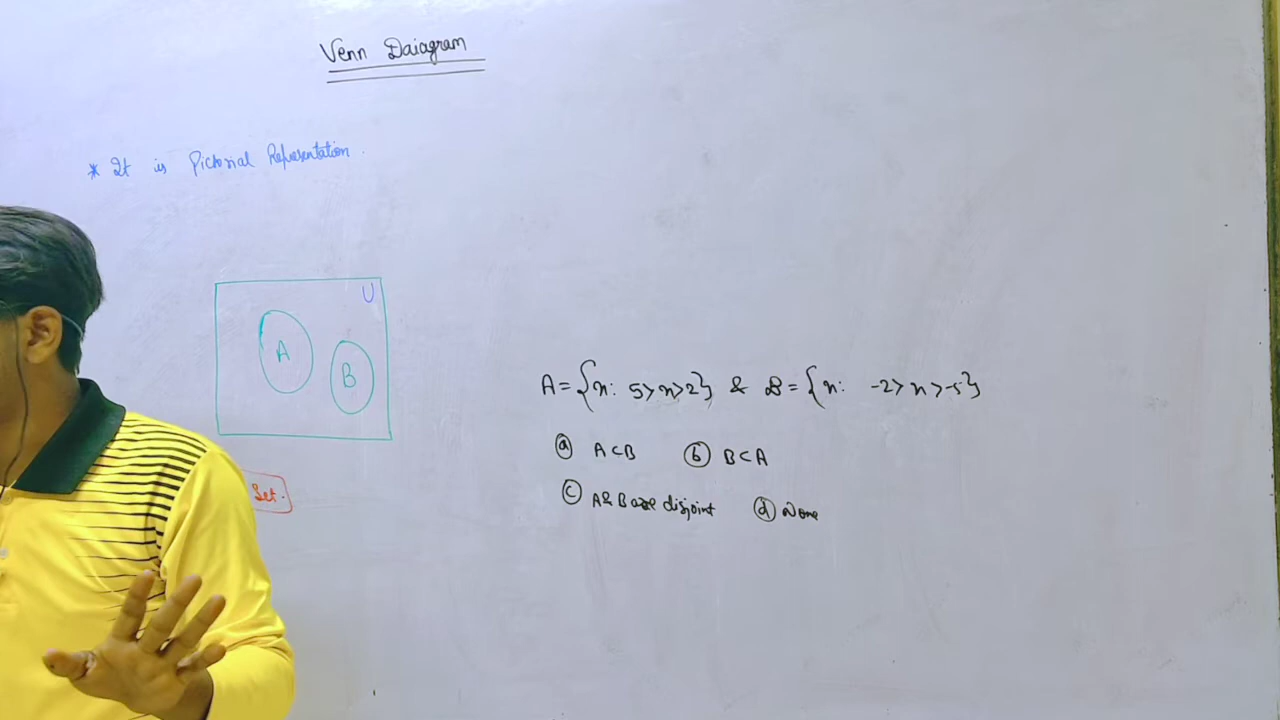 Venn Daiagram
* It is Pictorial Representation.
U
A
B
Set.
A = {x: 5>x>2} & B = {x: -2>x>-5}
(a) A⊂B (b) B⊂A
(c) A & B are disjoint (d) None